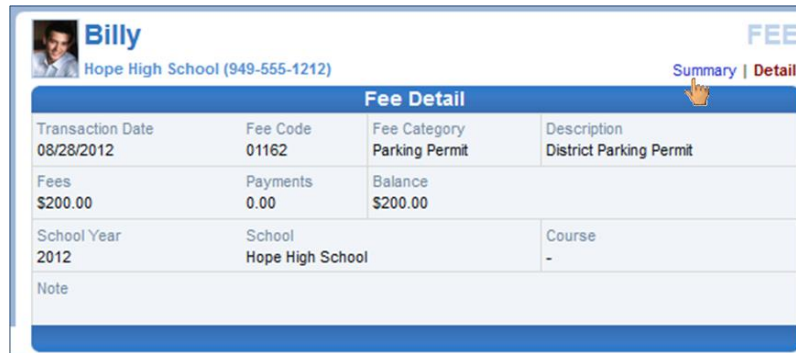 Billy
FEE
Hope High School (949-555-1212)
Summary | Detail
Fee Detail
Transaction Date Fee Code Fee Category Description
08/28/2012 01162 Parking Permit District Parking Permit
Fees Payments Balance
$200.00 0.00 $200.00
School Year School Course
2012 Hope High School -
Note